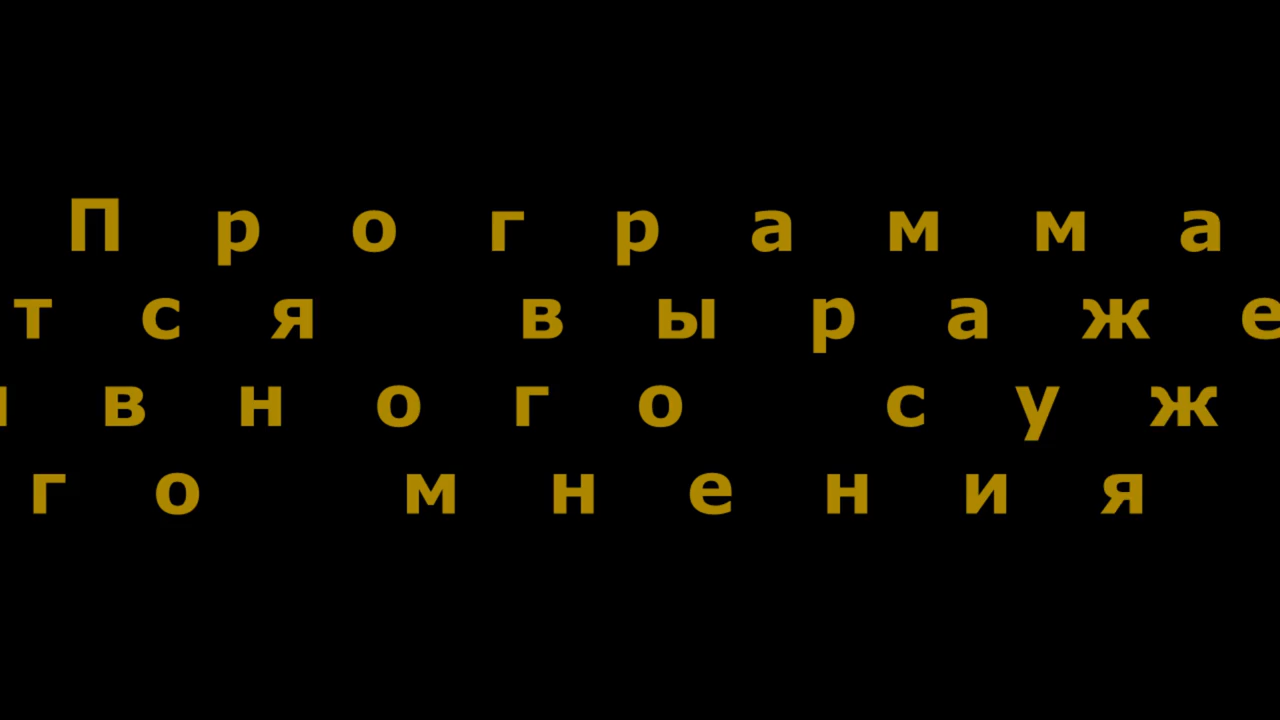 Программа
тся выраже
вного суж
го мнения